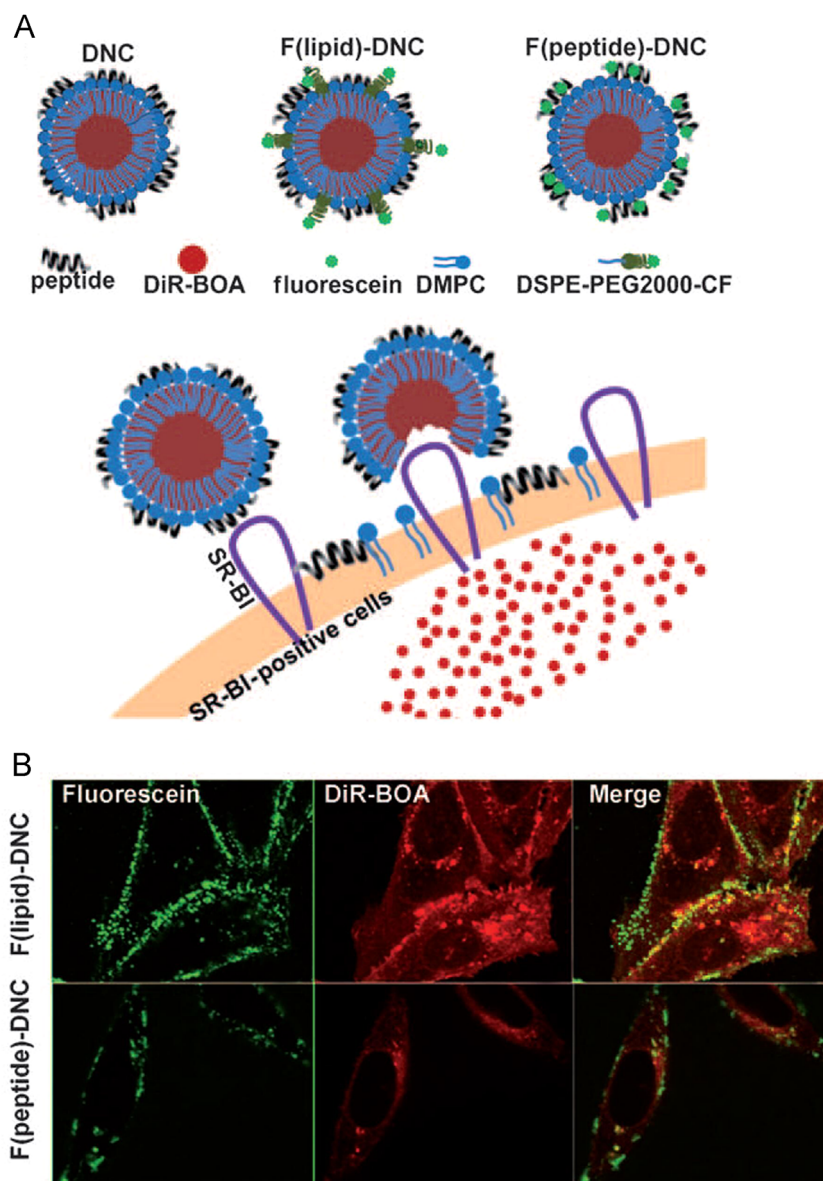 A
DNC
F(lipid)-DNC
F(peptide)-DNC
peptide
DiR-BOA
fluorescein
DMPC
DSPE-PEG2000-CF
SR-BI
SR-BI-positive cells
B
Fluorescein
DiR-BOA
Merge
F(lipid)-DNC
F(peptide)-DNC